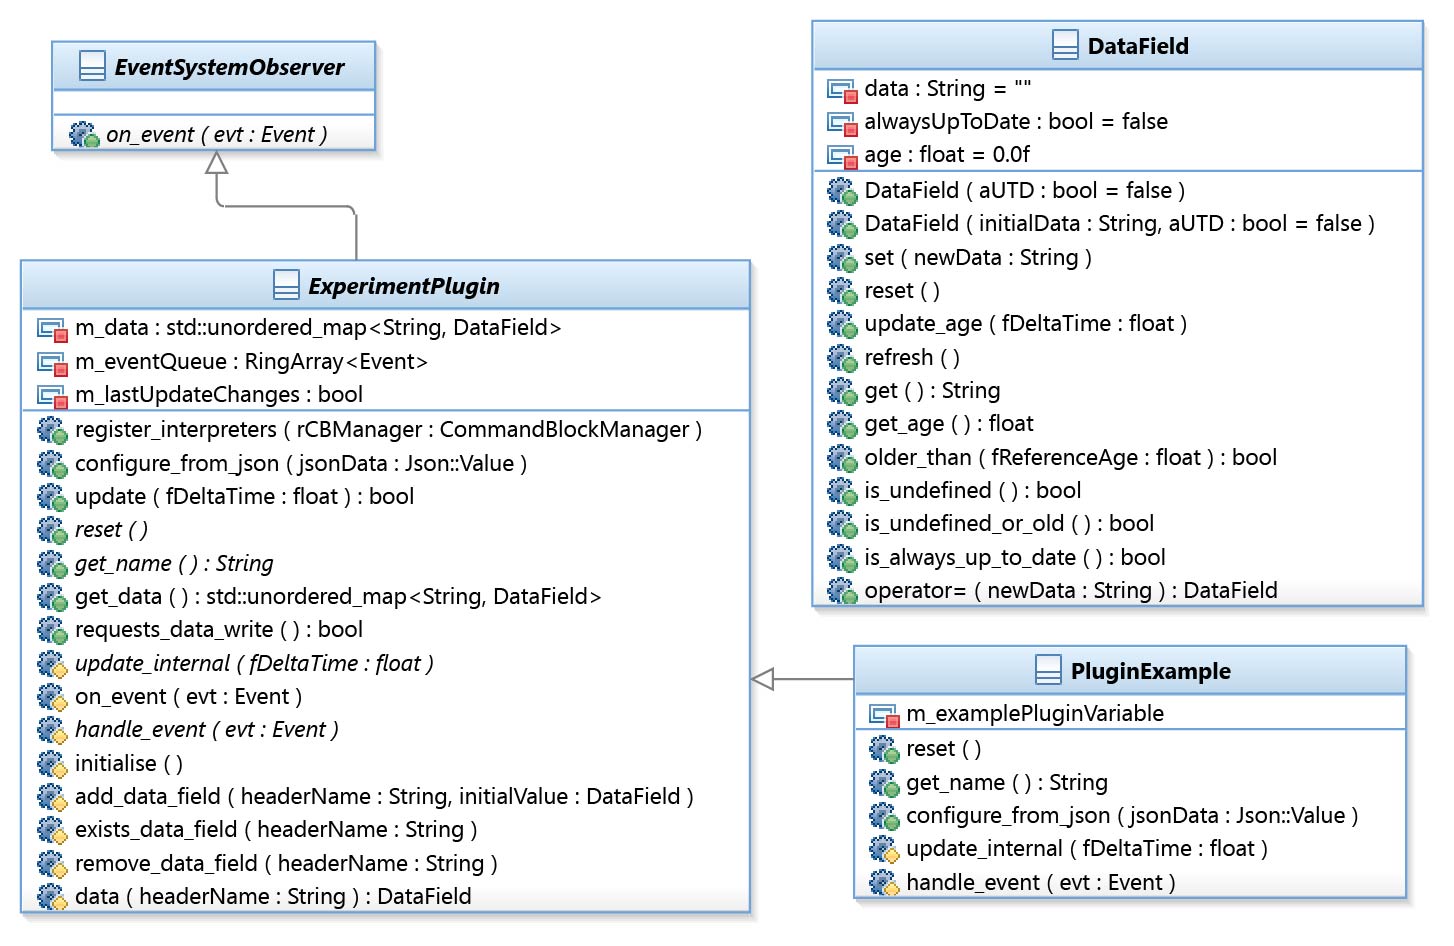 EventSystemObserver
on_event ( evt : Event )
ExperimentPlugin
m_data : std::unordered_map<String, DataField>
m_eventQueue : RingArray<Event>
m_lastUpdateChanges : bool
register_interpreters ( rCBManager : CommandBlockManager )
configure_from_json ( jsonData : Json::Value )
update ( fDeltaTime : float ) : bool
reset ( )
get_name ( ) : String
get_data ( ) : std::unordered_map<String, DataField>
requests_data_write ( ) : bool
update_internal ( fDeltaTime : float )
on_event ( evt : Event )
handle_event ( evt : Event )
initialise ( )
add_data_field ( headerName : String, initialValue : DataField )
exists_data_field ( headerName : String )
remove_data_field ( headerName : String )
data ( headerName : String ) : DataField
DataField
data : String = ""
alwaysUpToDate : bool = false
age : float = 0.0f
DataField ( aUTD : bool = false )
DataField ( initialData : String, aUTD : bool = false )
set ( newData : String )
reset ( )
update_age ( fDeltaTime : float )
refresh ( )
get ( ) : String
get_age ( ) : float
older_than ( fReferenceAge : float ) : bool
is_undefined ( ) : bool
is_undefined_or_old ( ) : bool
is_always_up_to_date ( ) : bool
operator= ( newData : String ) : DataField
PluginExample
m_examplePluginVariable
reset ( )
get_name ( ) : String
configure_from_json ( jsonData : Json::Value )
update_internal ( fDeltaTime : float )
handle_event ( evt : Event )